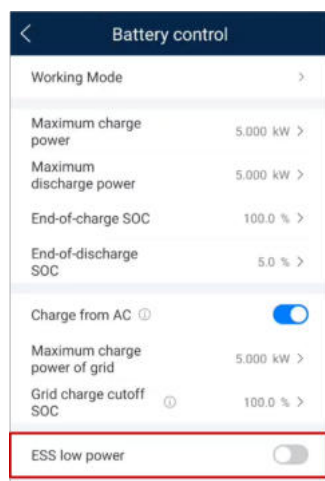 Battery control
Working Mode
Maximum charge
power
5.000 kW
Maximum
discharge power
5.000 kW
End-of-charge SOC
100.0 %
End-of-discharge
SOC
5.0 %
Charge from AC
Maximum charge
power of grid
5.000 kW
Grid charge cutoff
SOC
100.0 %
ESS low power